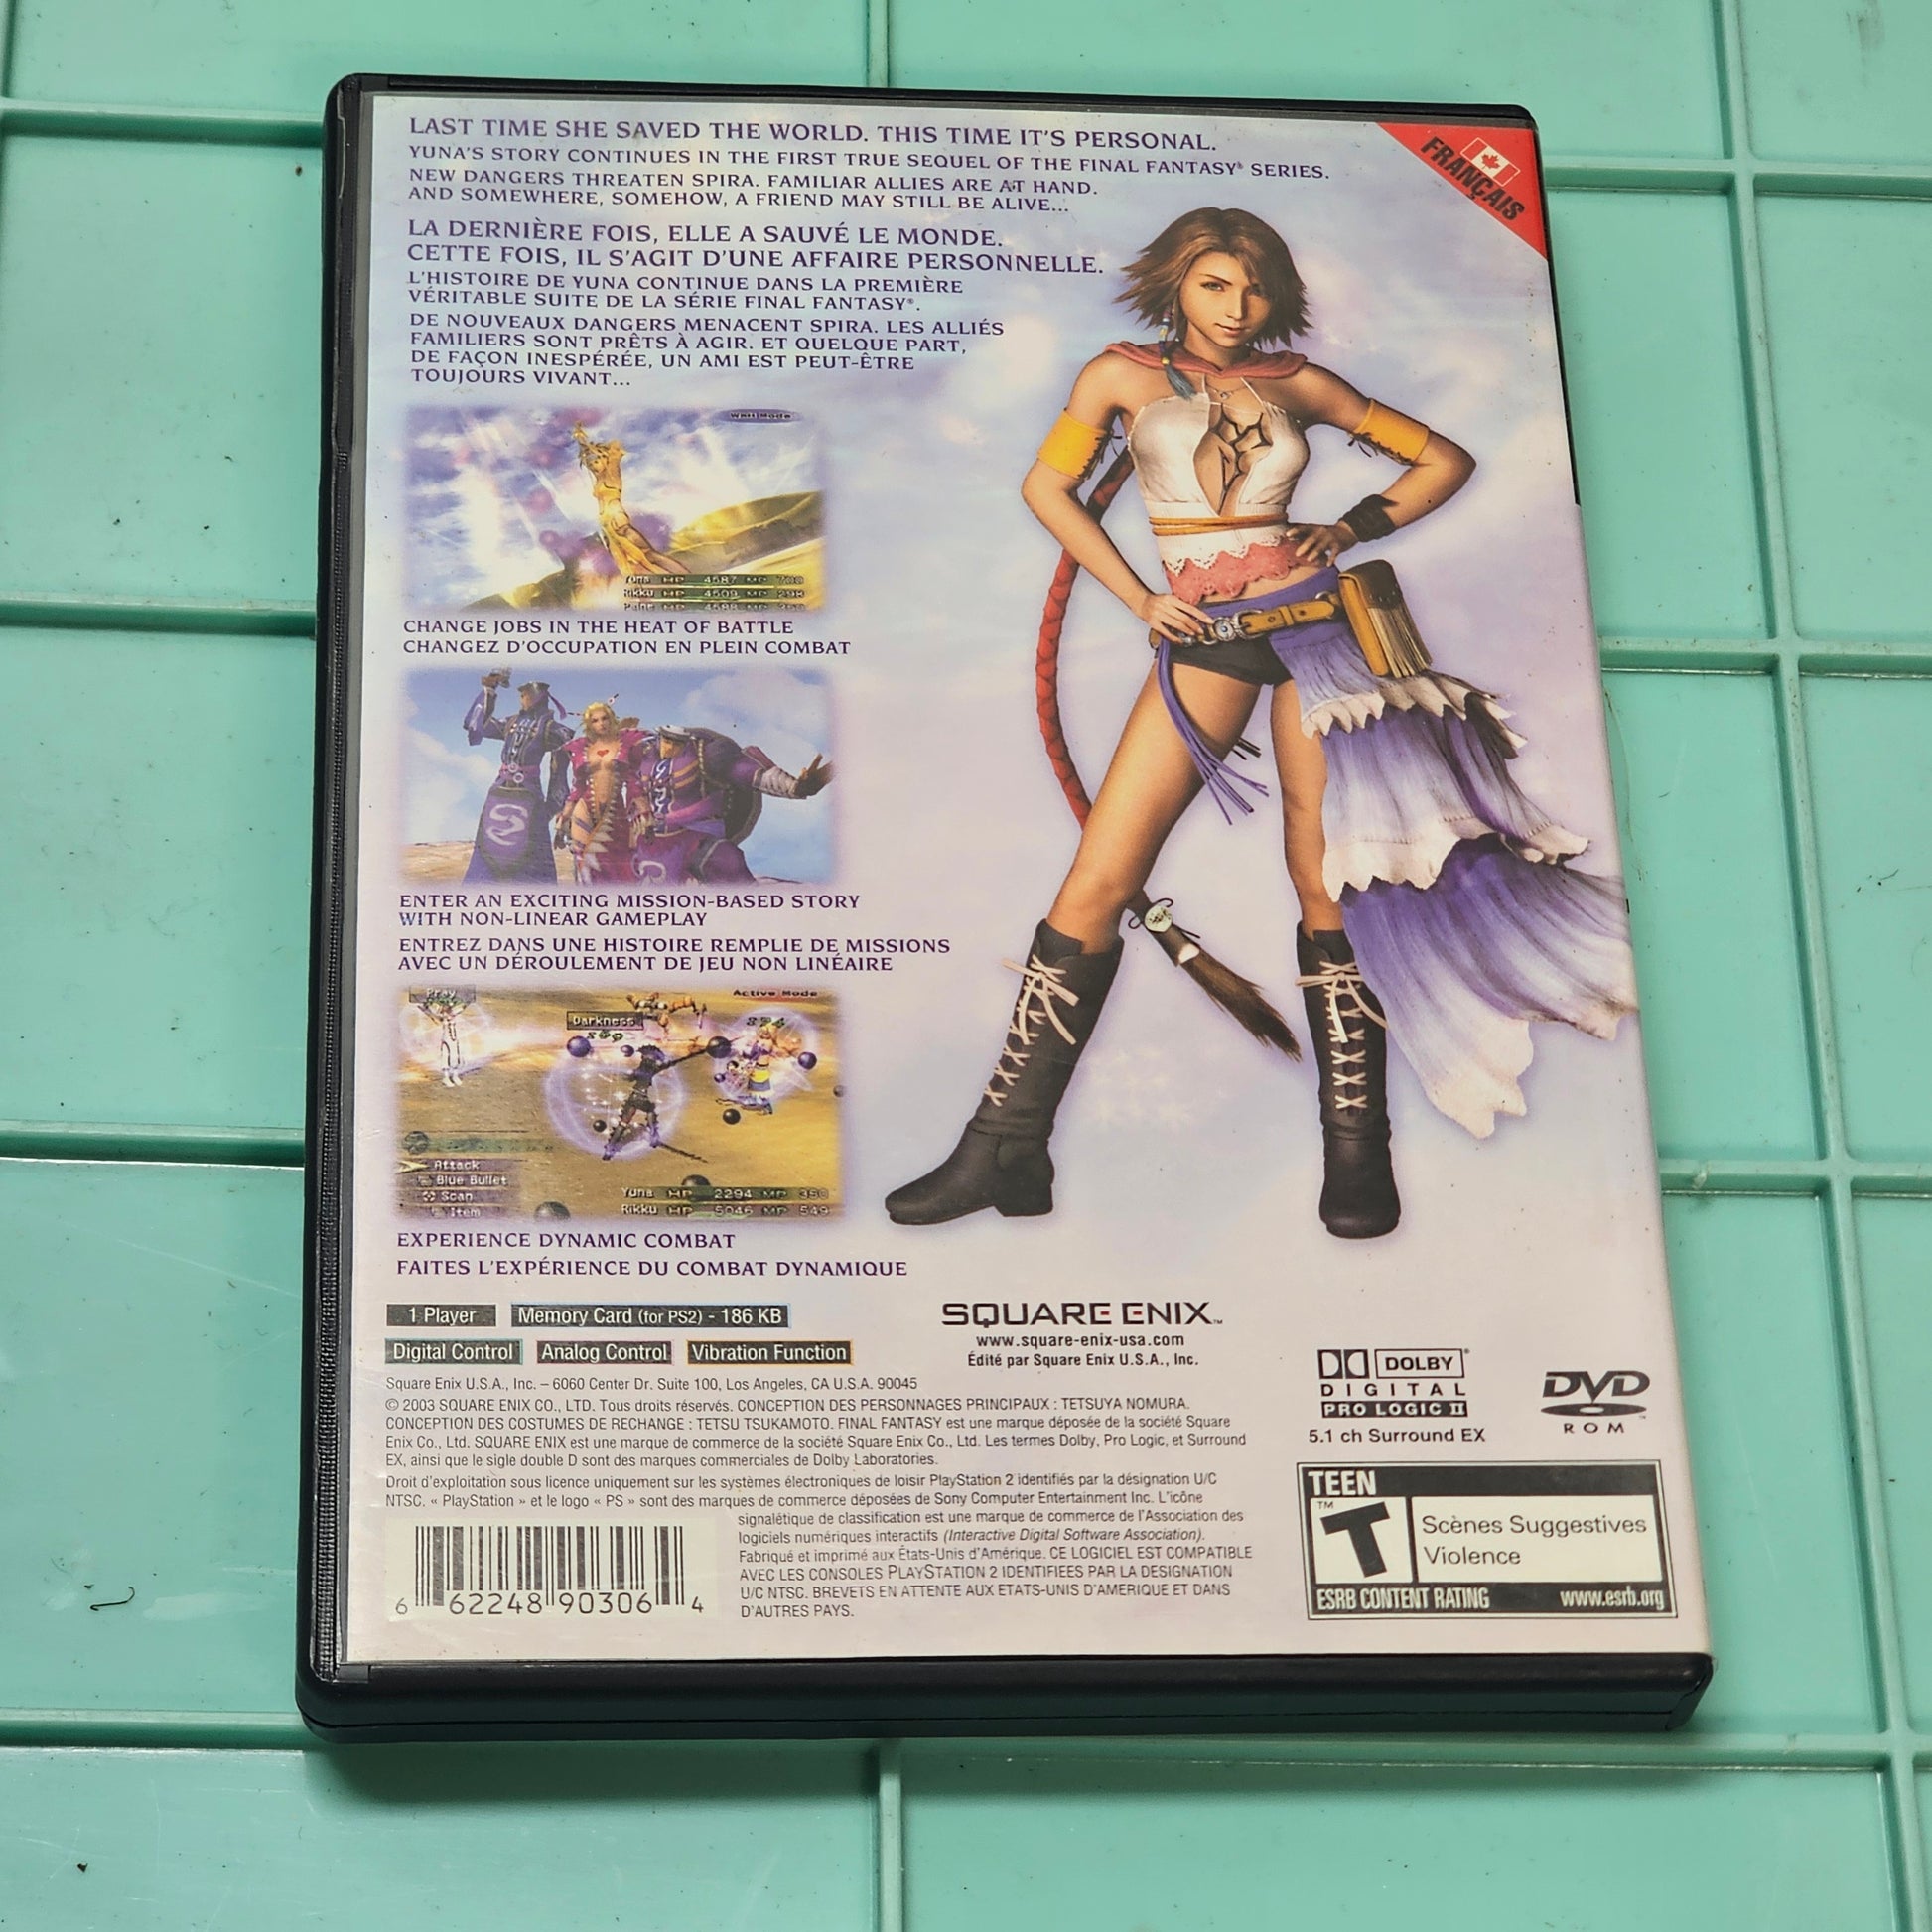 LAST TIME SHE SAVED THE WORLD. THIS TIME IT'S PERSONAL.
YUNA'S STORY CONTINUES IN THE FIRST TRUE SEQUEL OF THE FINAL FANTASY® SERIES.
NEW DANGERS THREATEN SPIRA. FAMILIAR ALLIES ARE AT HAND.
AND SOMEWHERE, SOMEHOW, A FRIEND MAY STILL BE ALIVE...
FRANÇAIS
LA DERNIÈRE FOIS, ELLE A SAUVÉ LE MONDE.
CETTE FOIS, IL S'AGIT D'UNE AFFAIRE PERSONNELLE.
L'HISTOIRE DE YUNA CONTINUE DANS LA PREMIÈRE
VÉRITABLE SUITE DE LA SÉRIE FINAL FANTASY®.
DE NOUVEAUX DANGERS MENACENT SPIRA. LES ALLIÉS
FAMILIERS SONT PRÊTS À AGIR. ET QUELQUE PART,
DE FAÇON INESPÉRÉE, UN AMI EST PEUT-ÊTRE
TOUJOURS VIVANT...
Wait Mode
Yuna HP 4587 MP
Rikku HP 4509 MP 298
HP 4588 MP
CHANGE JOBS IN THE HEAT OF BATTLE
CHANGEZ D'OCCUPATION EN PLEIN COMBAT
ENTER AN EXCITING MISSION-BASED STORY
WITH NON-LINEAR GAMEPLAY
ENTREZ DANS UNE HISTOIRE REMPLIE DE MISSIONS
AVEC UN DÉROULEMENT DE JEU NON LINÉAIRE
Pray
Active Mode
Darkness
Attack
Blue Bullet
Scan
Item
Yuna HP 2294 MP 350
Rikku HP 5046 MP 549
EXPERIENCE DYNAMIC COMBAT
FAITES L'EXPÉRIENCE DU COMBAT DYNAMIQUE
1 Player
Memory Card (for PS2) - 186 KB
Digital Control
Analog Control
Vibration Function
SQUARE ENIX™
www.square-enix-usa.com
Édité par Square Enix U.S.A., Inc.
Square Enix U.S.A., Inc. – 6060 Center Dr. Suite 100, Los Angeles, CA U.S.A. 90045
© 2003 SQUARE ENIX CO., LTD. Tous droits réservés. CONCEPTION DES PERSONNAGES PRINCIPAUX : TETSUYA NOMURA.
CONCEPTION DES COSTUMES DE RECHANGE : TETSU TSUKAMOTO. FINAL FANTASY est une marque déposée de la société Square
Enix Co., Ltd. SQUARE ENIX est une marque de commerce de la société Square Enix Co., Ltd. Les termes Dolby, Pro Logic, et Surround
EX, ainsi que le sigle double D sont des marques commerciales de Dolby Laboratories.
Droit d'exploitation sous licence uniquement sur les systèmes électroniques de loisir PlayStation 2 identifiés par la désignation U/C
NTSC. « PlayStation » et le logo « PS » sont des marques de commerce déposées de Sony Computer Entertainment Inc. L'icône
signalétique de classification est une marque de commerce de l'Association des
logiciels numériques interactifs (Interactive Digital Software Association).
Fabriqué et imprimé aux États-Unis d'Amérique. CE LOGICIEL EST COMPATIBLE
AVEC LES CONSOLES PLAYSTATION 2 IDENTIFIEES PAR LA DESIGNATION
U/C NTSC. BREVETS EN ATTENTE AUX ETATS-UNIS D'AMERIQUE ET DANS
D'AUTRES PAYS.
6 62248 90306 4
DOLBY®
DIGITAL
PRO LOGIC II
5.1 ch Surround EX
DVD™
ROM
TEEN
T™
Scènes Suggestives
Violence
ESRB CONTENT RATING www.esrb.org